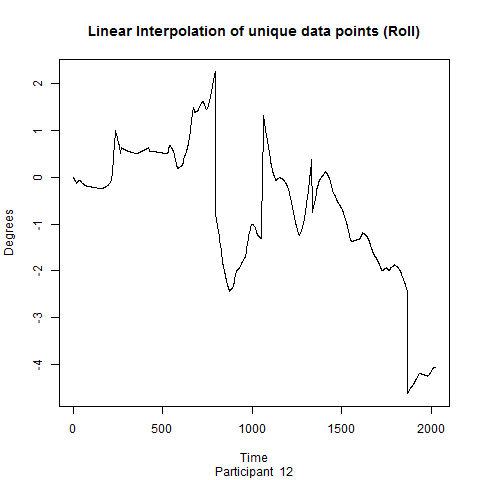 Linear Interpolation of unique data points (Roll)
2
1
0
-1
-2
-3
-4
Degrees
0 500 1000 1500 2000
Time
Participant 12